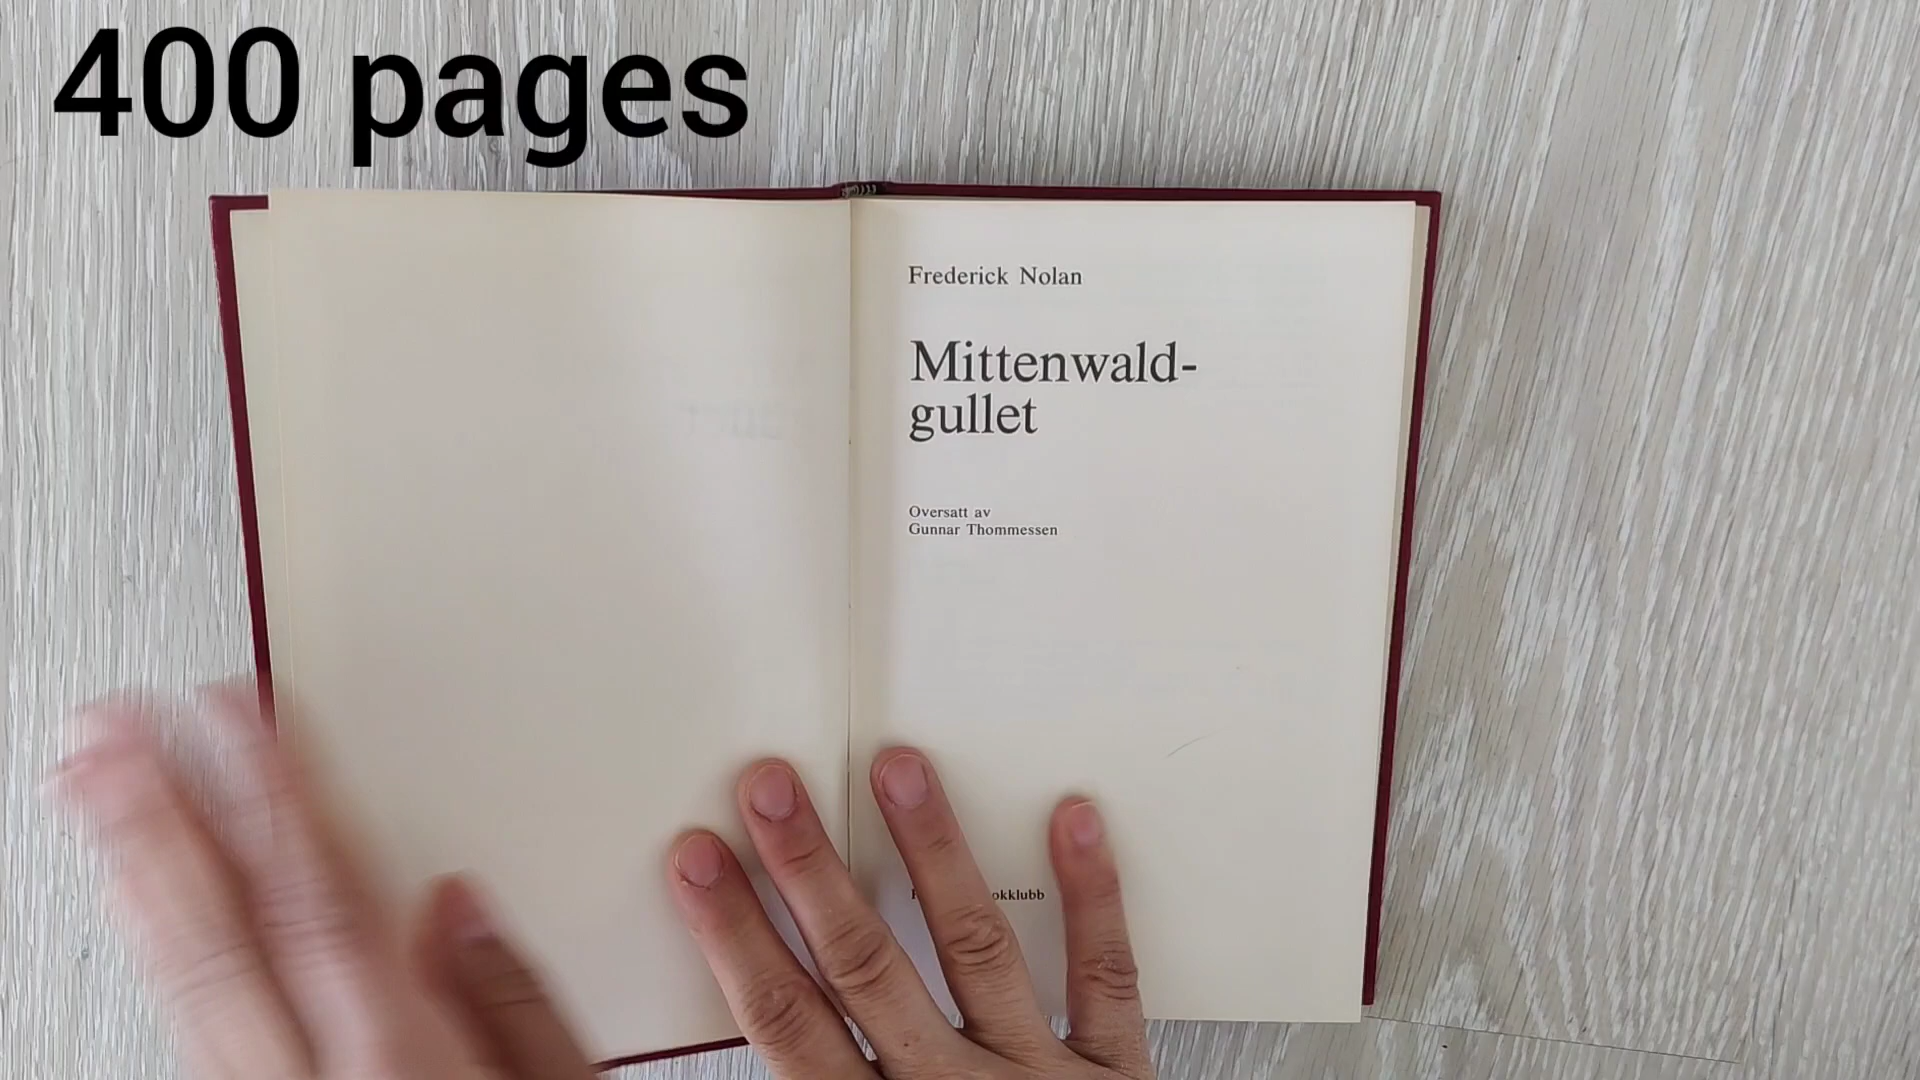 400 pages
Frederick Nolan
Mittenwald-
gullet
Oversatt av
Gunnar Thommessen